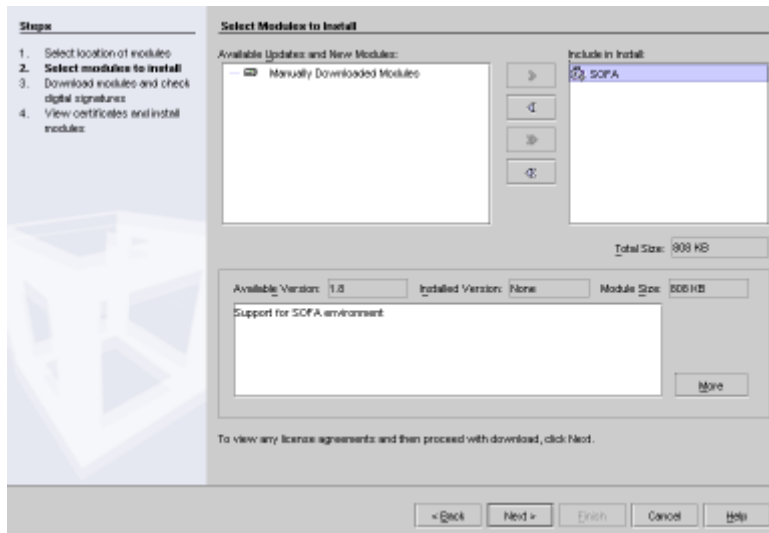 Steps
1. Select location of modules
2. Select modules to install
3. Download modules and check
digital signatures
4. View certificates and install
modules
Select Modules to Install
Available Updates and New Modules:
Manually Downloaded Modules
Include in Install:
SOFA
Total Size: 808 KB
Available Version: 1.8
Installed Version: None
Module Size: 808 KB
Support for SOFA environment
More
To view any license agreements and then proceed with download, click Next.
< Back
Next >
Finish
Cancel
Help